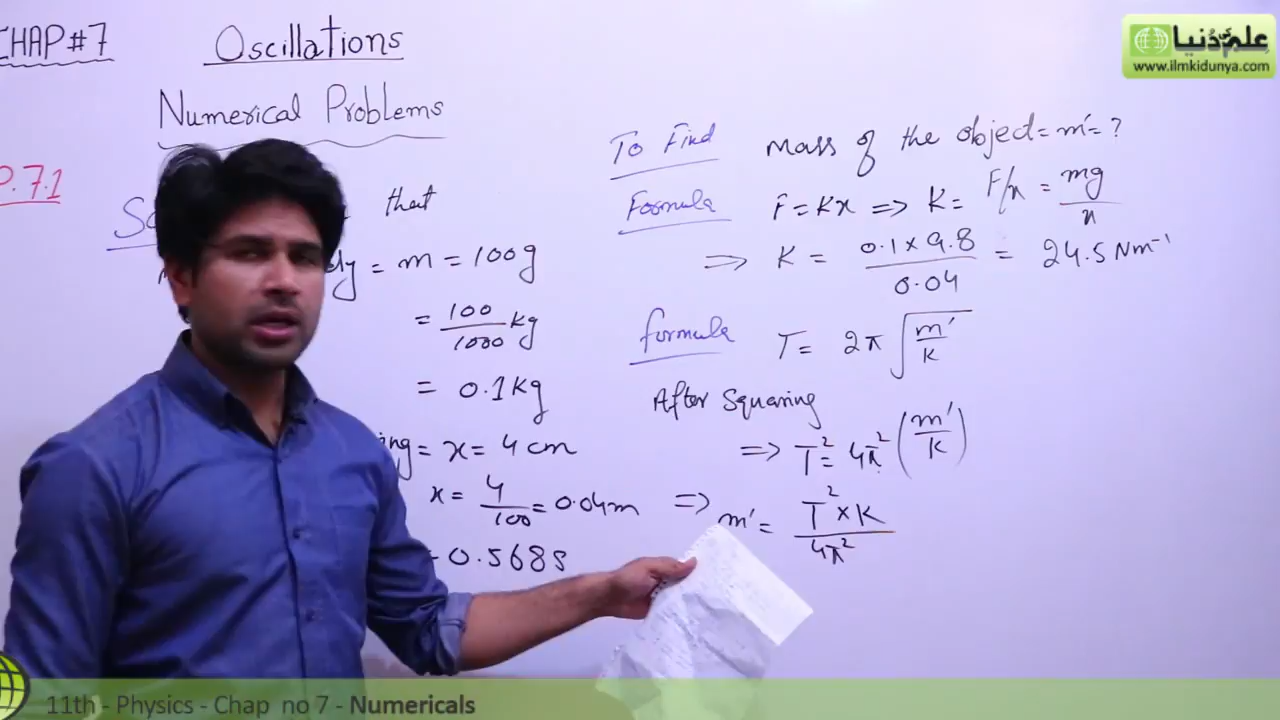 CHAP#7
Oscillations
Numerical Problems
P.7.1
that
= m = 100g
= 100/1000 kg
= 0.1kg
= x = 4 cm
x = 4/100 = 0.04m
0.568s
To Find
Mass of the object = m' = ?
Formula
F = Kx => K = F/x = mg/x
=> K = 0.1 x 9.8 / 0.04 = 24.5 Nm⁻¹
formula
T = 2π √(m'/k)
After Squaring
=> T² = 4π² (m'/k)
=> m' = T² x K / 4π²
علم کی دُنیا
www.ilmkidunya.com
11th - Physics - Chap no 7 - Numericals